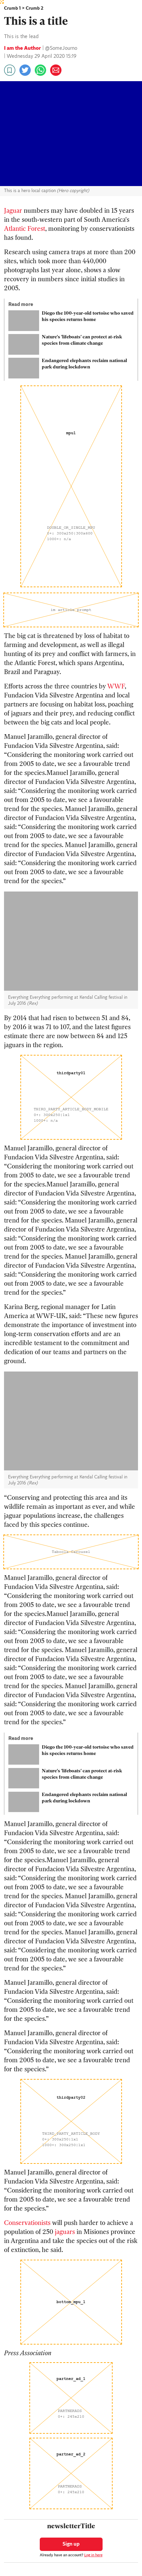 Crumb 1 > Crumb 2
This is a title
This is the lead
I am the Author | @SomeJourno
| Wednesday 29 April 2020 15:19
This is a hero local caption (Hero copyright)
Jaguar numbers may have doubled in 15 years
in the south-western part of South America's
Atlantic Forest, monitoring by conservationists
has found.
Research using camera traps at more than 200
sites, which took more than 440,000
photographs last year alone, shows a slow
recovery in numbers since initial studies in
2005.
Read more
Diego the 100-year-old tortoise who saved
his species returns home
Nature's 'lifeboats' can protect at-risk
species from climate change
Endangered elephants reclaim national
park during lockdown
mpu1
DOUBLE_OR_SINGLE_MPU
in article prompt
The big cat is threatened by loss of habitat to
farming and development, as well as illegal
hunting of its prey and conflict with farmers, in
the Atlantic Forest, which spans Argentina,
Brazil and Paraguay.
Efforts across the three countries by WWF,
Fundacion Vida Silvestre Argentina and local
partners are focusing on habitat loss, poaching
of jaguars and their prey, and reducing conflict
between the big cats and local people.
Manuel Jaramillo, general director of
Fundacion Vida Silvestre Argentina, said:
"Considering the monitoring work carried out
from 2005 to date, we see a favourable trend
for the species.Manuel Jaramillo, general
director of Fundacion Vida Silvestre Argentina,
said: "Considering the monitoring work carried
out from 2005 to date, we see a favourable
trend for the species. Manuel Jaramillo, general
director of Fundacion Vida Silvestre Argentina,
said: "Considering the monitoring work carried
out from 2005 to date, we see a favourable
trend for the species. Manuel Jaramillo, general
director of Fundacion Vida Silvestre Argentina,
said: "Considering the monitoring work carried
out from 2005 to date, we see a favourable
trend for the species."
Everything Everything performing at Kendal Calling festival in
July 2016 (Rex)
By 2014 that had risen to between 51 and 84,
by 2016 it was 71 to 107, and the latest figures
estimate there are now between 84 and 125
jaguars in the region.
thirdparty01
THIRD_PARTY_ARTICLE_BODY_MOBILE
Manuel Jaramillo, general director of
Fundacion Vida Silvestre Argentina, said:
"Considering the monitoring work carried out
from 2005 to date, we see a favourable trend
for the species.Manuel Jaramillo, general
director of Fundacion Vida Silvestre Argentina,
said: "Considering the monitoring work carried
out from 2005 to date, we see a favourable
trend for the species. Manuel Jaramillo, general
director of Fundacion Vida Silvestre Argentina,
said: "Considering the monitoring work carried
out from 2005 to date, we see a favourable
trend for the species. Manuel Jaramillo, general
director of Fundacion Vida Silvestre Argentina,
said: "Considering the monitoring work carried
out from 2005 to date, we see a favourable
trend for the species."
Karina Berg, regional manager for Latin
America at WWF-UK, said: "These new figures
demonstrate the importance of investment into
long-term conservation efforts and are an
incredible testament to the commitment and
dedication of our teams and partners on the
ground.
Everything Everything performing at Kendal Calling festival in
July 2016 (Rex)
"Conserving and protecting this area and its
wildlife remain as important as ever, and while
jaguar populations increase, the challenges
faced by this species continue.
Manuel Jaramillo, general director of
Fundacion Vida Silvestre Argentina, said:
"Considering the monitoring work carried out
from 2005 to date, we see a favourable trend
for the species.Manuel Jaramillo, general
director of Fundacion Vida Silvestre Argentina,
said: "Considering the monitoring work carried
out from 2005 to date, we see a favourable
trend for the species. Manuel Jaramillo, general
director of Fundacion Vida Silvestre Argentina,
said: "Considering the monitoring work carried
out from 2005 to date, we see a favourable
trend for the species. Manuel Jaramillo, general
director of Fundacion Vida Silvestre Argentina,
said: "Considering the monitoring work carried
out from 2005 to date, we see a favourable
trend for the species."
Read more
Diego the 100-year-old tortoise who saved
his species returns home
Nature's 'lifeboats' can protect at-risk
species from climate change
Endangered elephants reclaim national
park during lockdown
Manuel Jaramillo, general director of
Fundacion Vida Silvestre Argentina, said:
"Considering the monitoring work carried out
from 2005 to date, we see a favourable trend
for the species.Manuel Jaramillo, general
director of Fundacion Vida Silvestre Argentina,
said: "Considering the monitoring work carried
out from 2005 to date, we see a favourable
trend for the species. Manuel Jaramillo, general
director of Fundacion Vida Silvestre Argentina,
said: "Considering the monitoring work carried
out from 2005 to date, we see a favourable
trend for the species. Manuel Jaramillo, general
director of Fundacion Vida Silvestre Argentina,
said: "Considering the monitoring work carried
out from 2005 to date, we see a favourable
trend for the species."
Manuel Jaramillo, general director of
Fundacion Vida Silvestre Argentina, said:
"Considering the monitoring work carried out
from 2005 to date, we see a favourable trend
for the species."
Manuel Jaramillo, general director of
Fundacion Vida Silvestre Argentina, said:
"Considering the monitoring work carried out
from 2005 to date, we see a favourable trend
for the species."
thirdparty02
THIRD_PARTY_ARTICLE_BODY
Manuel Jaramillo, general director of
Fundacion Vida Silvestre Argentina, said:
"Considering the monitoring work carried out
from 2005 to date, we see a favourable trend
for the species."
Conservationists will push harder to achieve a
population of 250 jaguars in Misiones province
in Argentina and take the species out of the risk
of extinction, he said.
bottom_mpu_1
Press Association
partner_ad_1
PARTNERADS
partner_ad_2
PARTNERADS
newsletterTitle
Sign up
Already have an account? Log in here